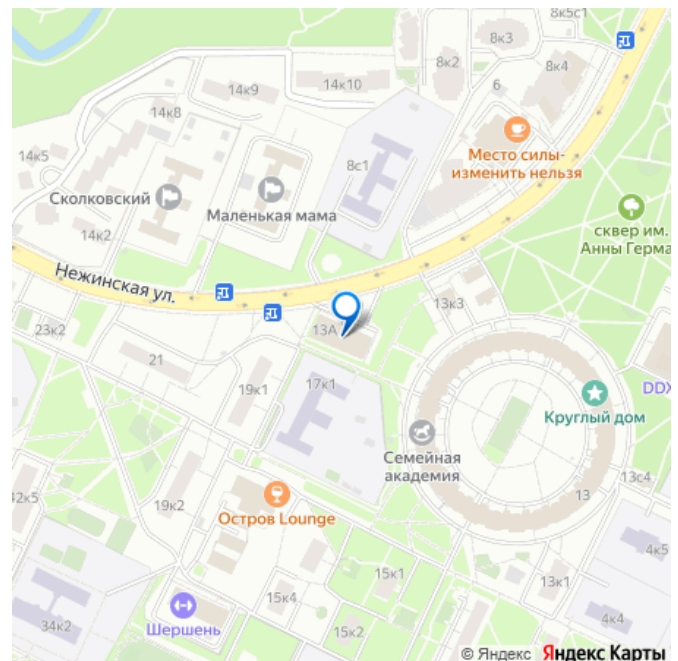 8к5с1
8к3
8к2
8к4
14к10
14к9
6
14к8
Место силы-
изменить нельзя
14к5
8с1
Сколковский
Маленькая мама
сквер им.
Анны Герма
14к2
Нежинская ул.
13к3
23к2
13А
21
17к1
19к1
DDX
Круглый дом
Семейная
академия
13с4
42к5
13
19к2
Остров Lounge
4к5
15к1
13к1
15к4
34к2
Шершень
15к2
4к4
© Яндекс Яндекс Карты